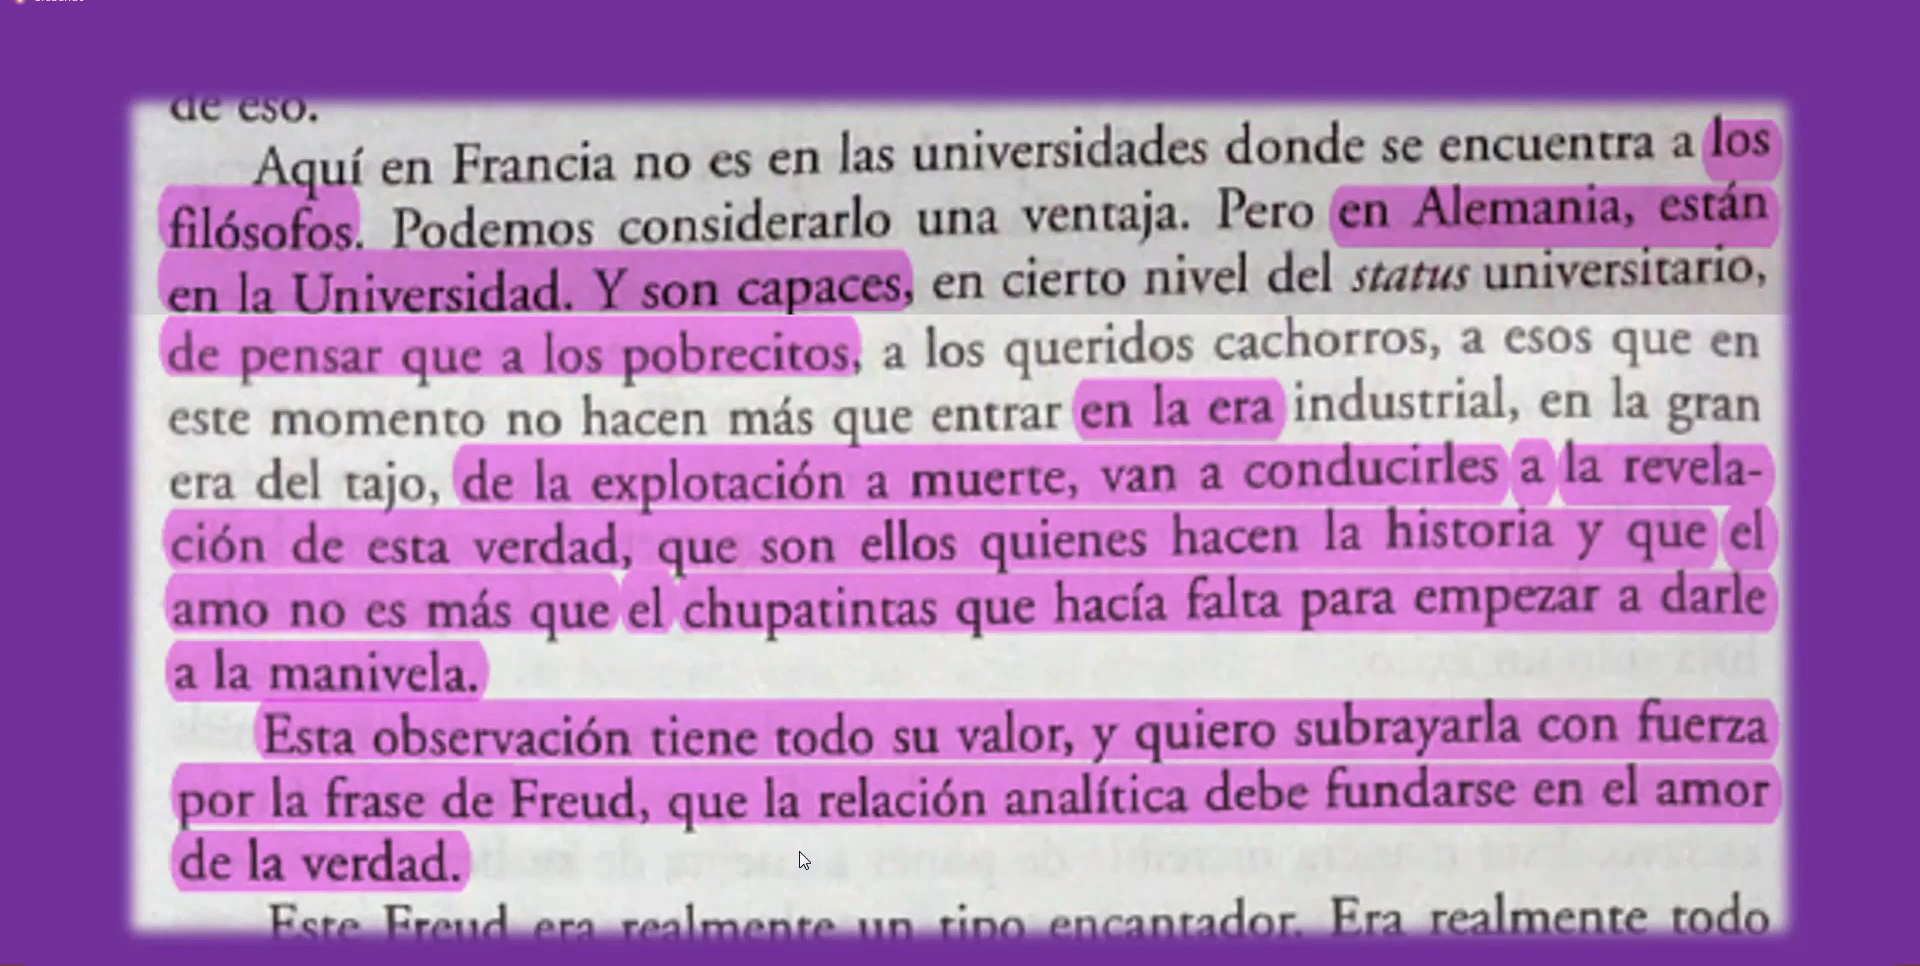 de eso.
Aquí en Francia no es en las universidades donde se encuentra a los
filósofos. Podemos considerarlo una ventaja. Pero en Alemania, están
en la Universidad. Y son capaces, en cierto nivel del status universitario,
de pensar que a los pobrecitos, a los queridos cachorros, a esos que en
este momento no hacen más que entrar en la era industrial, en la gran
era del tajo, de la explotación a muerte, van a conducirles a la revela-
ción de esta verdad, que son ellos quienes hacen la historia y que el
amo no es más que el chupatintas que hacía falta para empezar a darle
a la manivela.
Esta observación tiene todo su valor, y quiero subrayarla con fuerza
por la frase de Freud, que la relación analítica debe fundarse en el amor
de la verdad.
Este Freud era realmente un tipo encantador. Era realmente todo